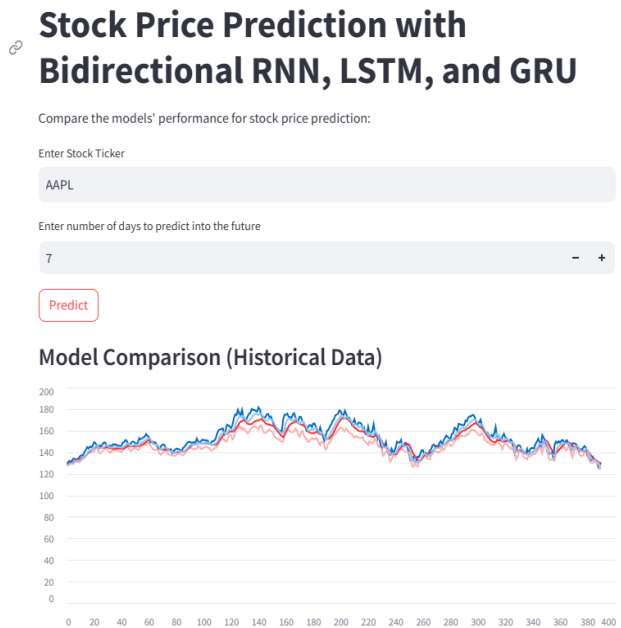 Stock Price Prediction with
Bidirectional RNN, LSTM, and GRU
Compare the models' performance for stock price prediction:
Enter Stock Ticker
AAPL
Enter number of days to predict into the future
7 − +
Predict
Model Comparison (Historical Data)
200
180
160
140
120
100
80
60
40
20
0
0 20 40 60 80 100 120 140 160 180 200 220 240 260 280 300 320 340 360 380 400